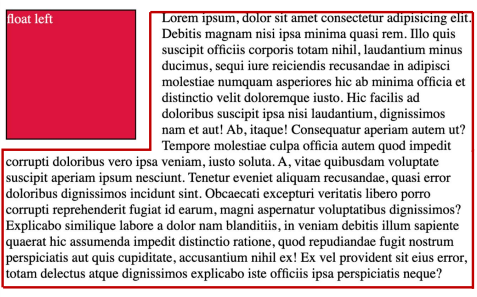 float left
Lorem ipsum, dolor sit amet consectetur adipisicing elit.
Debitis magnam nisi ipsa minima quasi rem. Illo quis
suscipit officiis corporis totam nihil, laudantium minus
ducimus, sequi iure reiciendis recusandae in adipisci
molestiae numquam asperiores hic ab minima officia et
distinctio velit doloremque iusto. Hic facilis ad
doloribus suscipit ipsa nisi laudantium, dignissimos
nam et aut! Ab, itaque! Consequatur aperiam autem ut?
Tempore molestiae culpa officia autem quod impedit
corrupti doloribus vero ipsa veniam, iusto soluta. A, vitae quibusdam voluptate
suscipit aperiam ipsum nesciunt. Tenetur eveniet aliquam recusandae, quasi error
doloribus dignissimos incidunt sint. Obcaecati excepturi veritatis libero porro
corrupti reprehenderit fugiat id earum, magni aspernatur voluptatibus dignissimos?
Explicabo similique labore a dolor nam blanditiis, in veniam debitis illum sapiente
quaerat hic assumenda impedit distinctio ratione, quod repudiandae fugit nostrum
perspiciatis aut quis cupiditate, accusantium nihil ex! Ex vel provident sit eius error,
totam delectus atque dignissimos explicabo iste officiis ipsa perspiciatis neque?